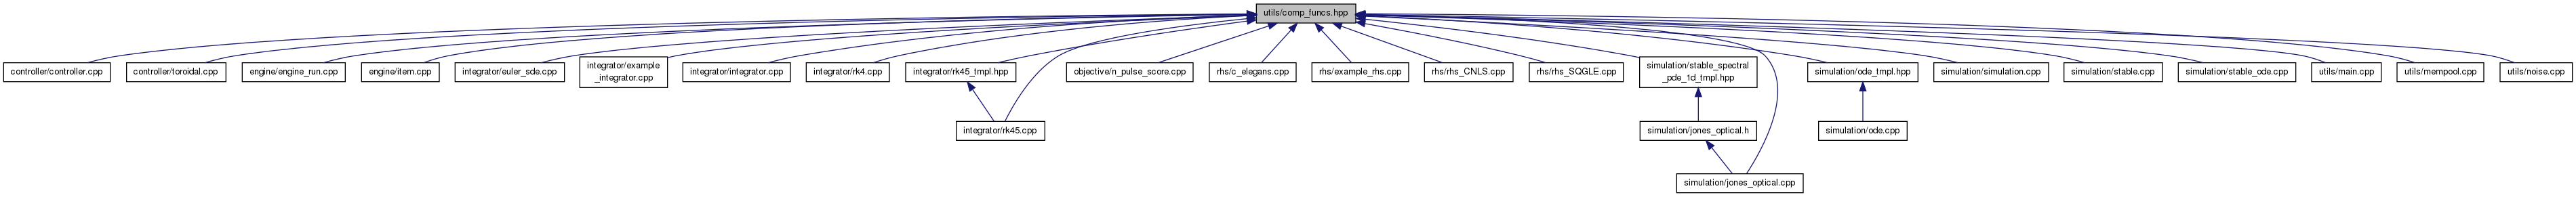 utils/comp_funcs.hpp
controller/controller.cpp
controller/toroidal.cpp
engine/engine_run.cpp
engine/item.cpp
integrator/euler_sde.cpp
integrator/example
_integrator.cpp
integrator/integrator.cpp
integrator/rk4.cpp
integrator/rk45_tmpl.hpp
objective/n_pulse_score.cpp
rhs/c_elegans.cpp
rhs/example_rhs.cpp
rhs/rhs_CNLS.cpp
rhs/rhs_SQGLE.cpp
simulation/stable_spectral
_pde_1d_tmpl.hpp
simulation/ode_tmpl.hpp
simulation/simulation.cpp
simulation/stable.cpp
simulation/stable_ode.cpp
utils/main.cpp
utils/mempool.cpp
utils/noise.cpp
integrator/rk45.cpp
simulation/jones_optical.h
simulation/ode.cpp
simulation/jones_optical.cpp